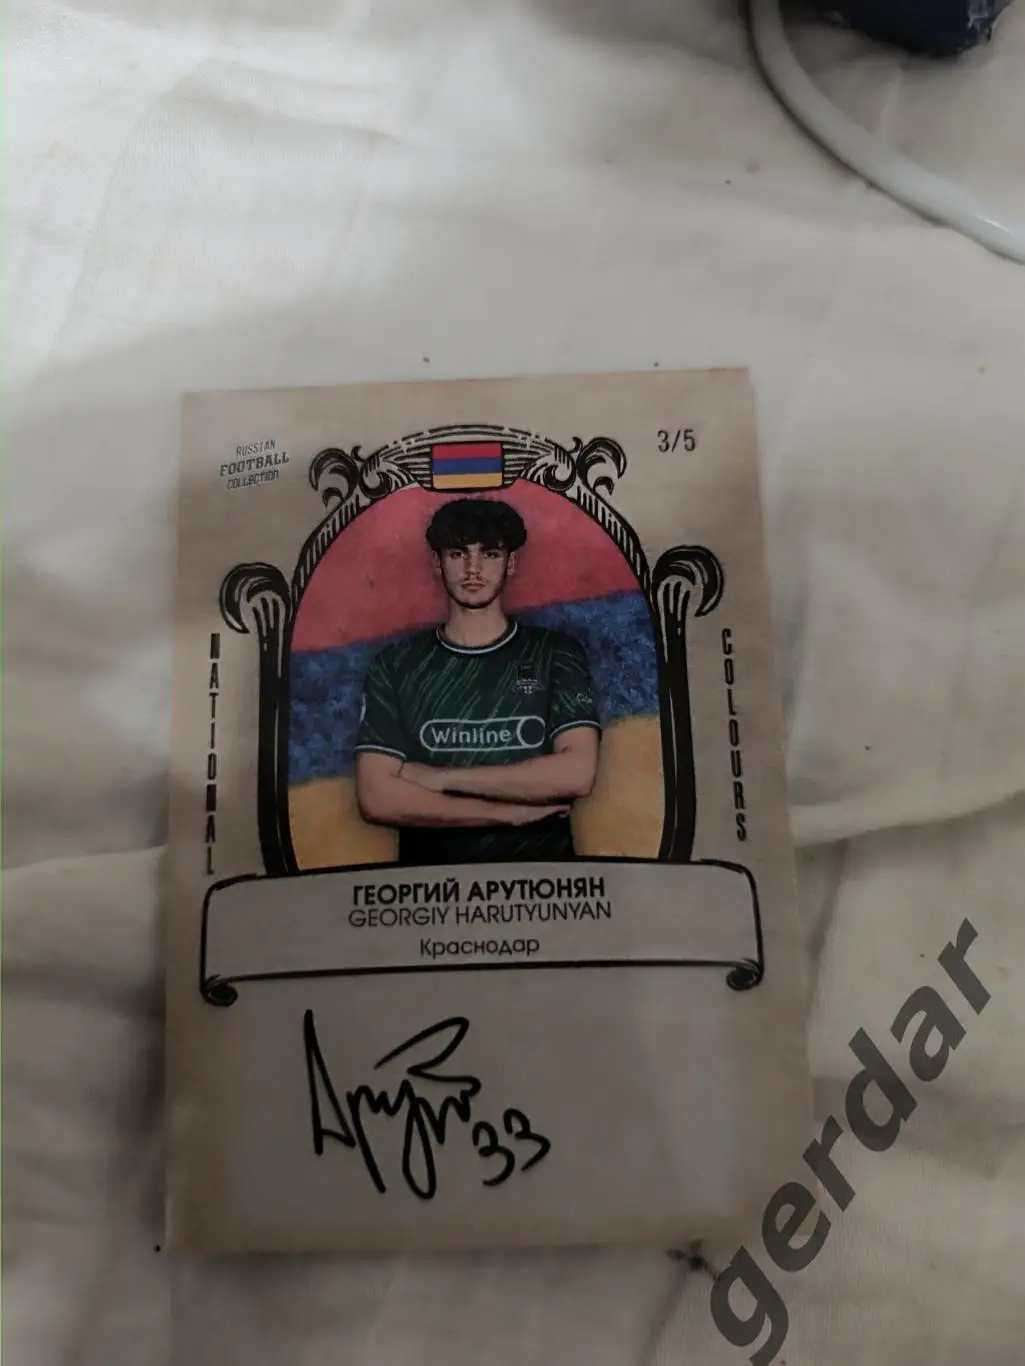 RUSSIAN
FOOTBALL
COLLECTION
3/5
NATIONAL
COLOURS
Winline
ГЕОРГИЙ АРУТЮНЯН
GEORGIY HARUTYUNYAN
Краснодар
33
gerdar